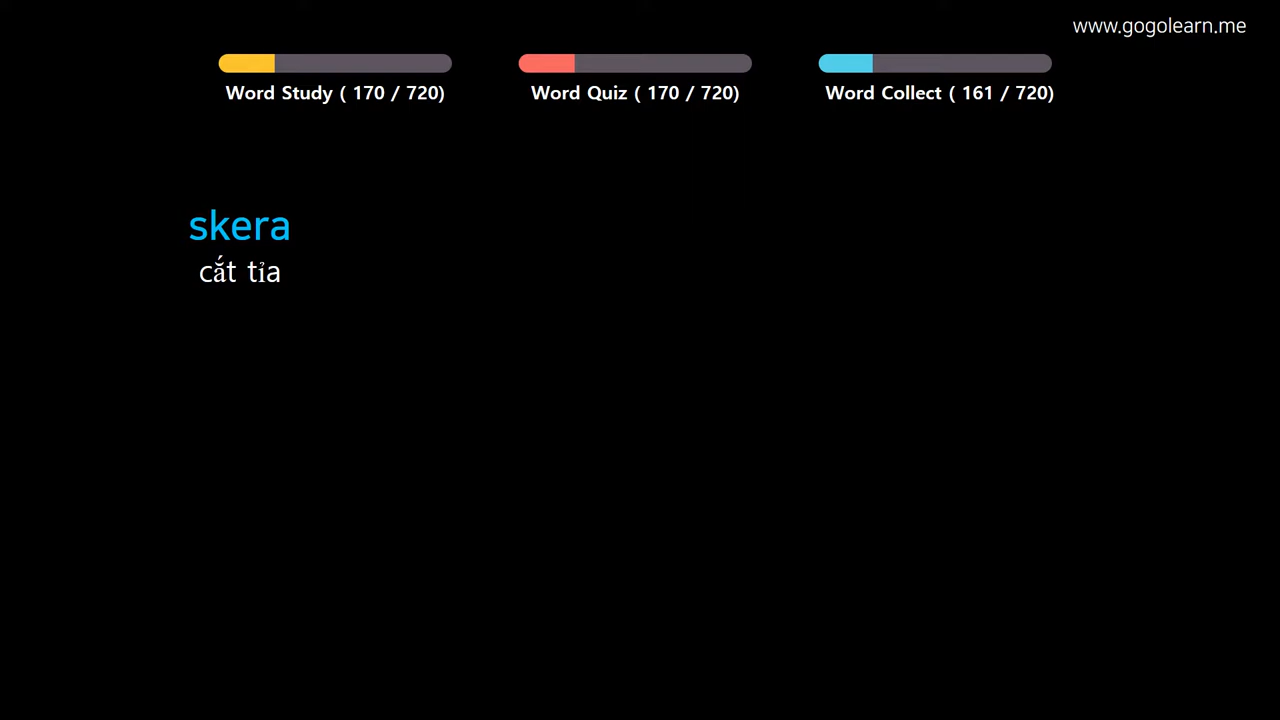 www.gogolearn.me
Word Study ( 170 / 720)
Word Quiz ( 170 / 720)
Word Collect ( 161 / 720)
skera
cắt tỉa